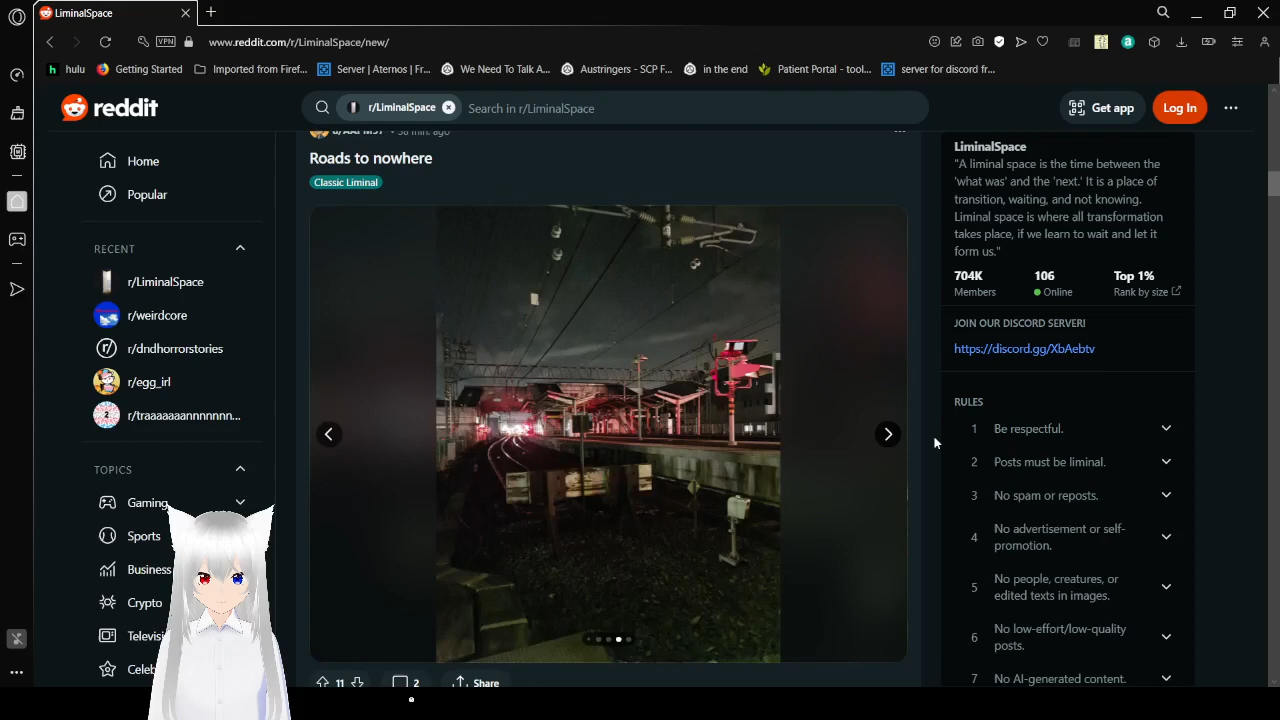 LiminalSpace
VPN
www.reddit.com/r/LiminalSpace/new/
hulu
Getting Started
Imported from Firef...
Server | Aternos | Fr...
We Need To Talk A...
Austringers - SCP F...
in the end
Patient Portal - tool...
server for discord fr...
reddit
r/LiminalSpace
Search in r/LiminalSpace
Get app
Log In
Home
Popular
RECENT
r/LiminalSpace
r/weirdcore
r/dndhorrorstories
r/egg_irl
r/traaaaaaannnnnnn...
TOPICS
Gaming
Sports
Business
Crypto
Televisi
Celeb
38 min. ago
Roads to nowhere
Classic Liminal
11
2
Share
LiminalSpace
"A liminal space is the time between the
'what was' and the 'next.' It is a place of
transition, waiting, and not knowing.
Liminal space is where all transformation
takes place, if we learn to wait and let it
form us."
704K
106
Top 1%
Members
Online
Rank by size
JOIN OUR DISCORD SERVER!
https://discord.gg/XbAebtv
RULES
1 Be respectful.
2 Posts must be liminal.
3 No spam or reposts.
4 No advertisement or self-
promotion.
5 No people, creatures, or
edited texts in images.
6 No low-effort/low-quality
posts.
7 No AI-generated content.